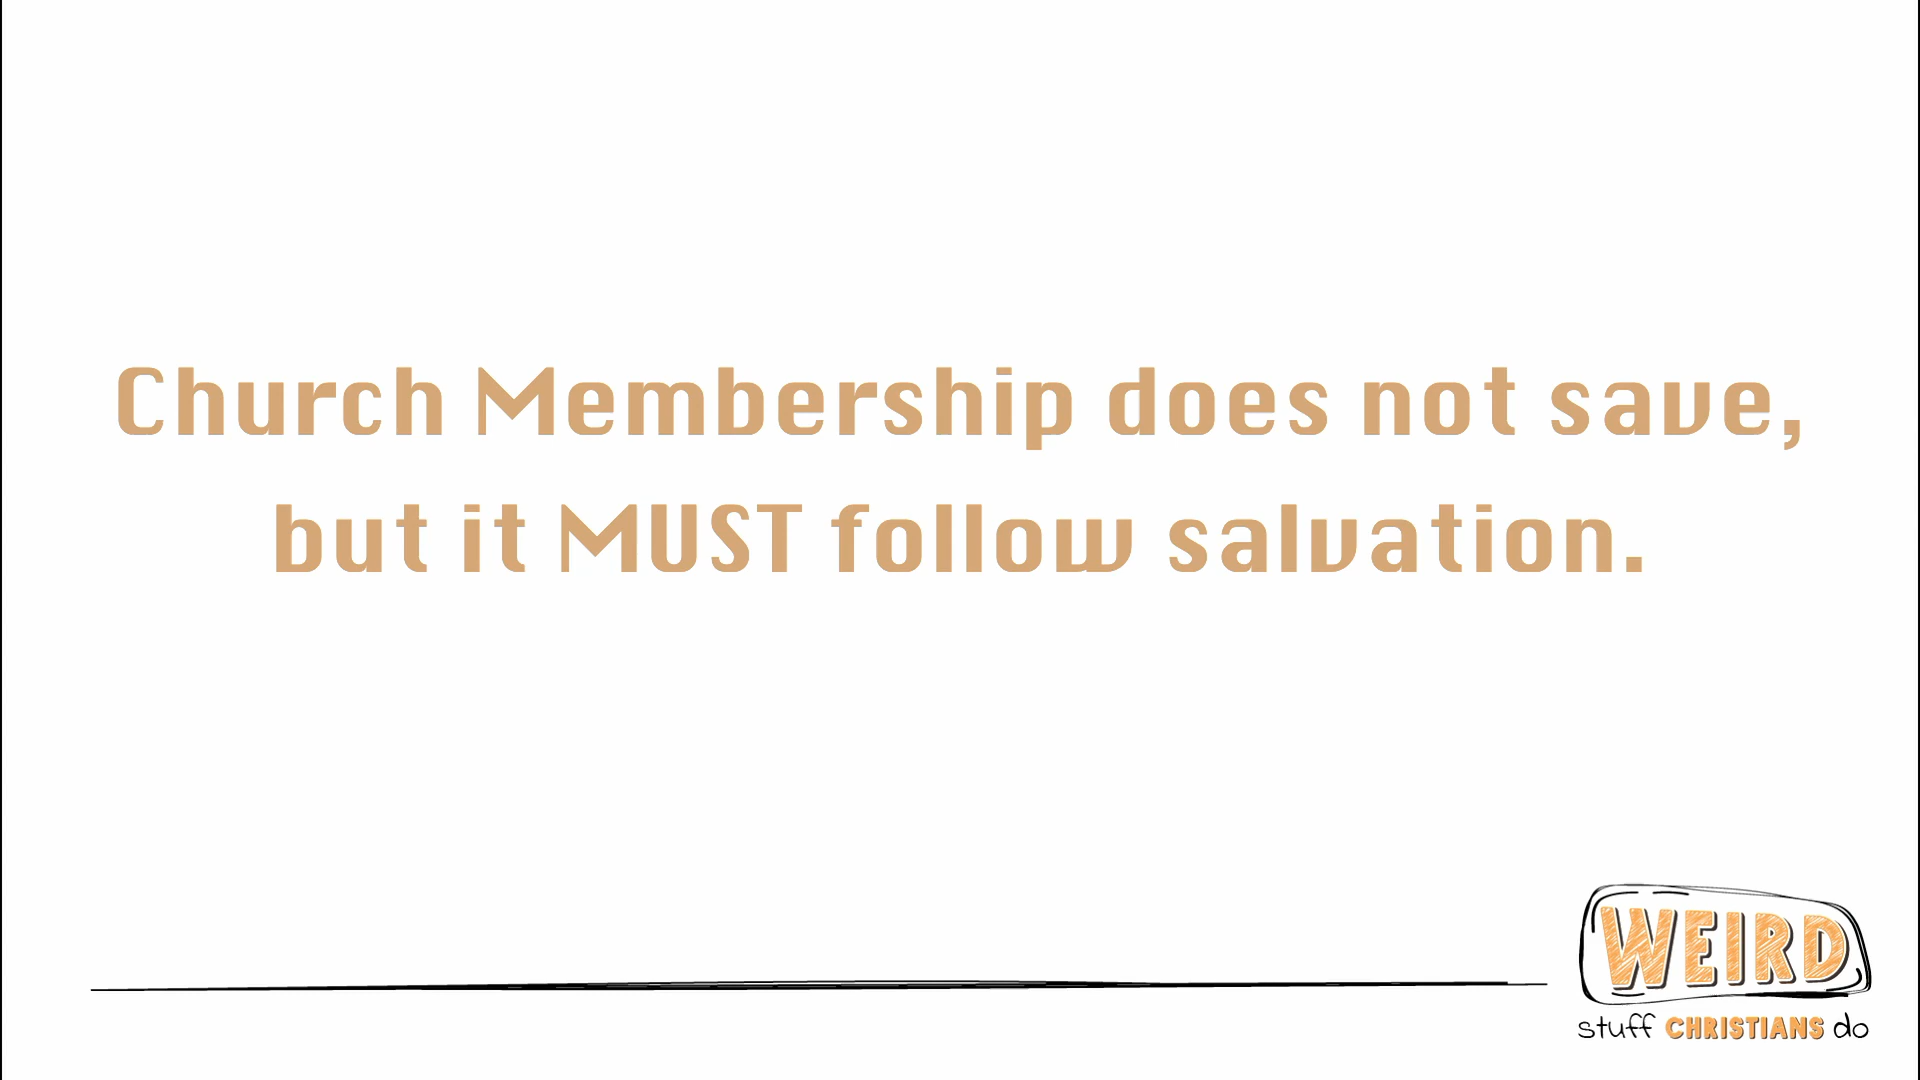 Church Membership does not save,
but it MUST follow salvation.
WEIRD
stuff CHRISTIANS do